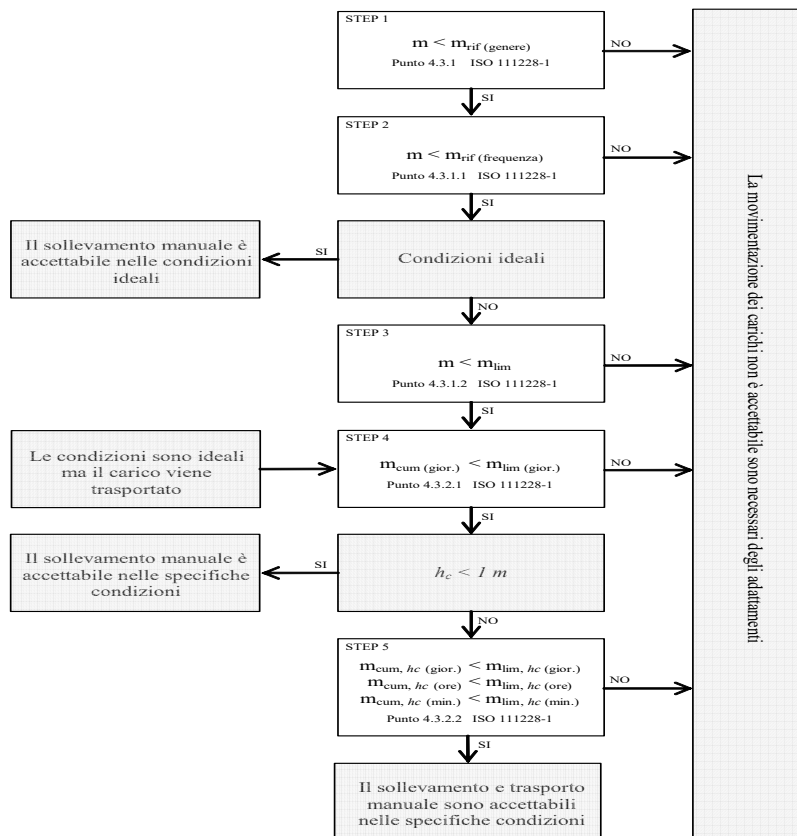 STEP 1
m < mrif (genere)
Punto 4.3.1 ISO 111228-1
NO
SI
STEP 2
m < mrif (frequenza)
Punto 4.3.1.1 ISO 111228-1
NO
SI
Il sollevamento manuale è
accettabile nelle condizioni
ideali
SI
Condizioni ideali
NO
STEP 3
m < mlim
Punto 4.3.1.2 ISO 111228-1
NO
SI
Le condizioni sono ideali
ma il carico viene
trasportato
STEP 4
mcum (gior.) < mlim (gior.)
Punto 4.3.2.1 ISO 111228-1
NO
SI
Il sollevamento manuale è
accettabile nelle specifiche
condizioni
SI
hc < 1 m
NO
STEP 5
mcum, hc (gior.) < mlim, hc (gior.)
mcum, hc (ore) < mlim, hc (ore)
mcum, hc (min.) < mlim, hc (min.)
Punto 4.3.2.2 ISO 111228-1
NO
SI
Il sollevamento e trasporto
manuale sono accettabili
nelle specifiche condizioni
La movimentazione dei carichi non è accettabile sono necessari degli adattamenti